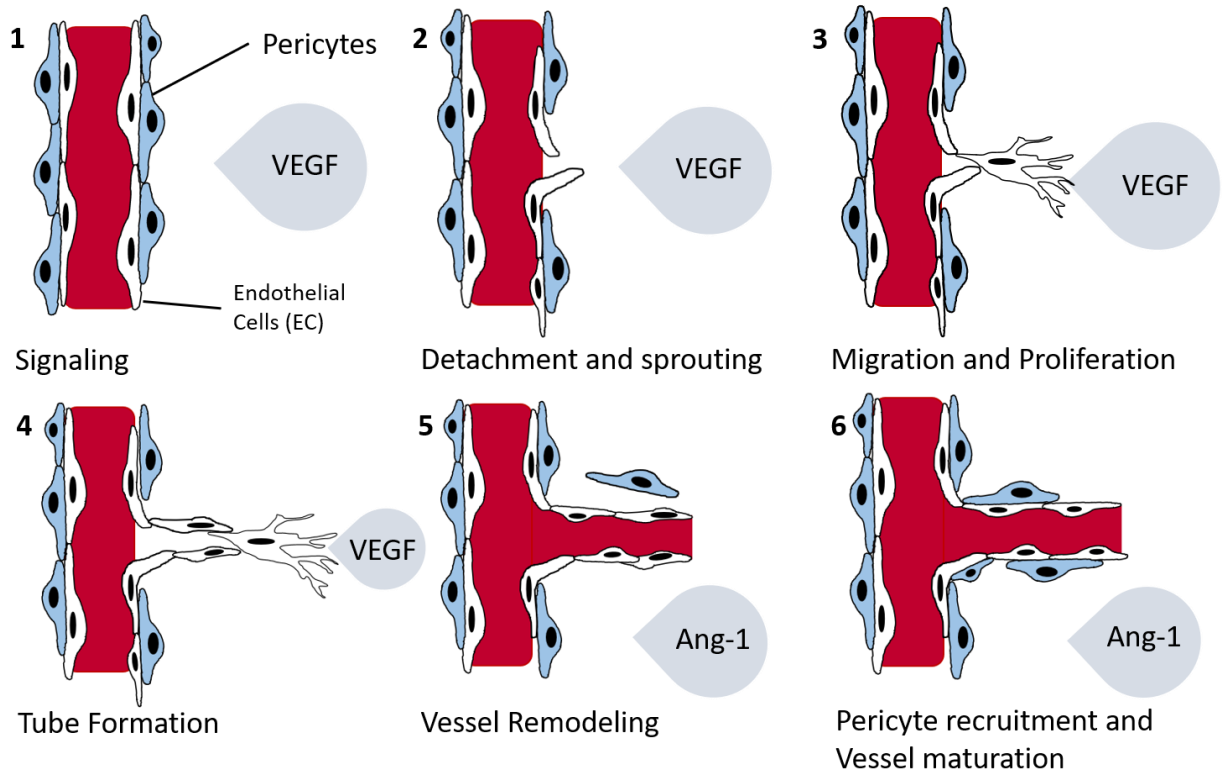 1
Pericytes
VEGF
Endothelial
Cells (EC)
Signaling
2
VEGF
Detachment and sprouting
3
VEGF
Migration and Proliferation
4
VEGF
Tube Formation
5
Ang-1
Vessel Remodeling
6
Ang-1
Pericyte recruitment and
Vessel maturation